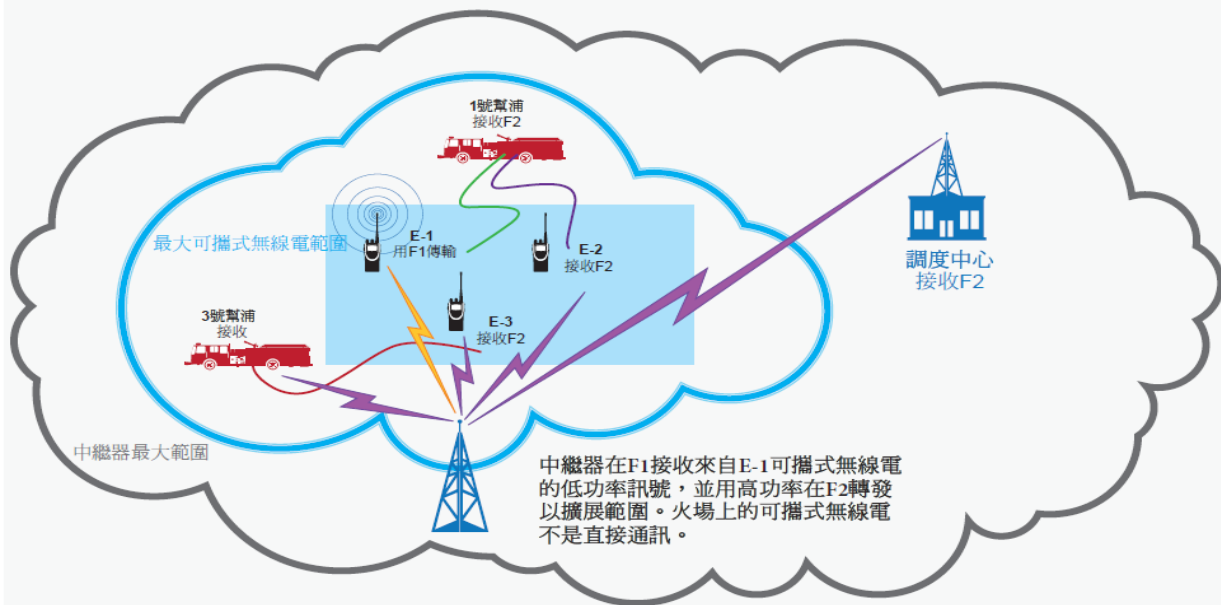 1號幫浦
接收F2
最大可攜式無線電範圍
E-1
用F1傳輸
E-2
接收F2
調度中心
接收F2
3號幫浦
接收
E-3
接收F2
中繼器最大範圍
中繼器在F1接收來自E-1可攜式無線電
的低功率訊號，並用高功率在F2轉發
以擴展範圍。火場上的可攜式無線電
不是直接通訊。